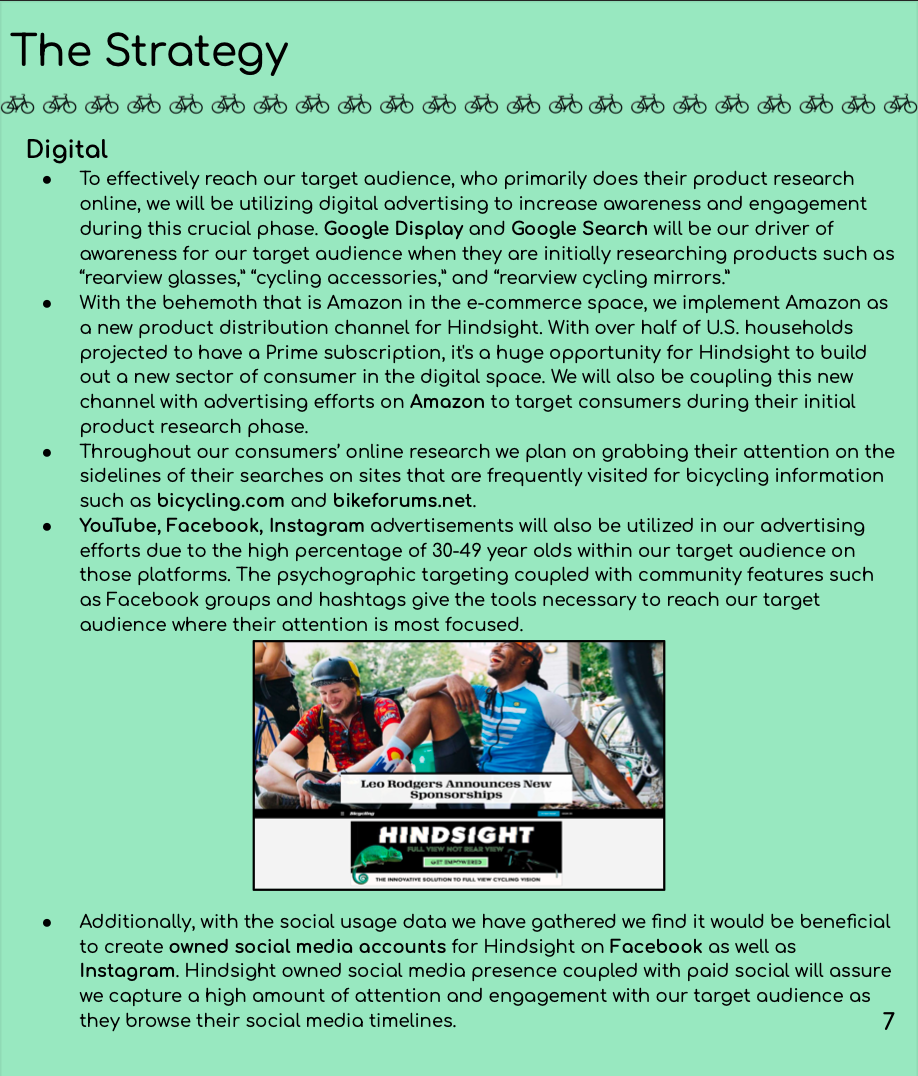 The Strategy
Digital
● To effectively reach our target audience, who primarily does their product research
online, we will be utilizing digital advertising to increase awareness and engagement
during this crucial phase. Google Display and Google Search will be our driver of
awareness for our target audience when they are initially researching products such as
“rearview glasses,” “cycling accessories,” and “rearview cycling mirrors.”
● With the behemoth that is Amazon in the e-commerce space, we implement Amazon as
a new product distribution channel for Hindsight. With over half of U.S. households
projected to have a Prime subscription, it's a huge opportunity for Hindsight to build
out a new sector of consumer in the digital space. We will also be coupling this new
channel with advertising efforts on Amazon to target consumers during their initial
product research phase.
● Throughout our consumers’ online research we plan on grabbing their attention on the
sidelines of their searches on sites that are frequently visited for bicycling information
such as bicycling.com and bikeforums.net.
● YouTube, Facebook, Instagram advertisements will also be utilized in our advertising
efforts due to the high percentage of 30-49 year olds within our target audience on
those platforms. The psychographic targeting coupled with community features such
as Facebook groups and hashtags give the tools necessary to reach our target
audience where their attention is most focused.
Leo Rodgers Announces New
Sponsorships
Bicycling
HINDSIGHT
FULL VIEW NOT REAR VIEW
GET EMPOWERED
THE INNOVATIVE SOLUTION TO FULL VIEW CYCLING VISION
● Additionally, with the social usage data we have gathered we find it would be beneficial
to create owned social media accounts for Hindsight on Facebook as well as
Instagram. Hindsight owned social media presence coupled with paid social will assure
we capture a high amount of attention and engagement with our target audience as
they browse their social media timelines.
7